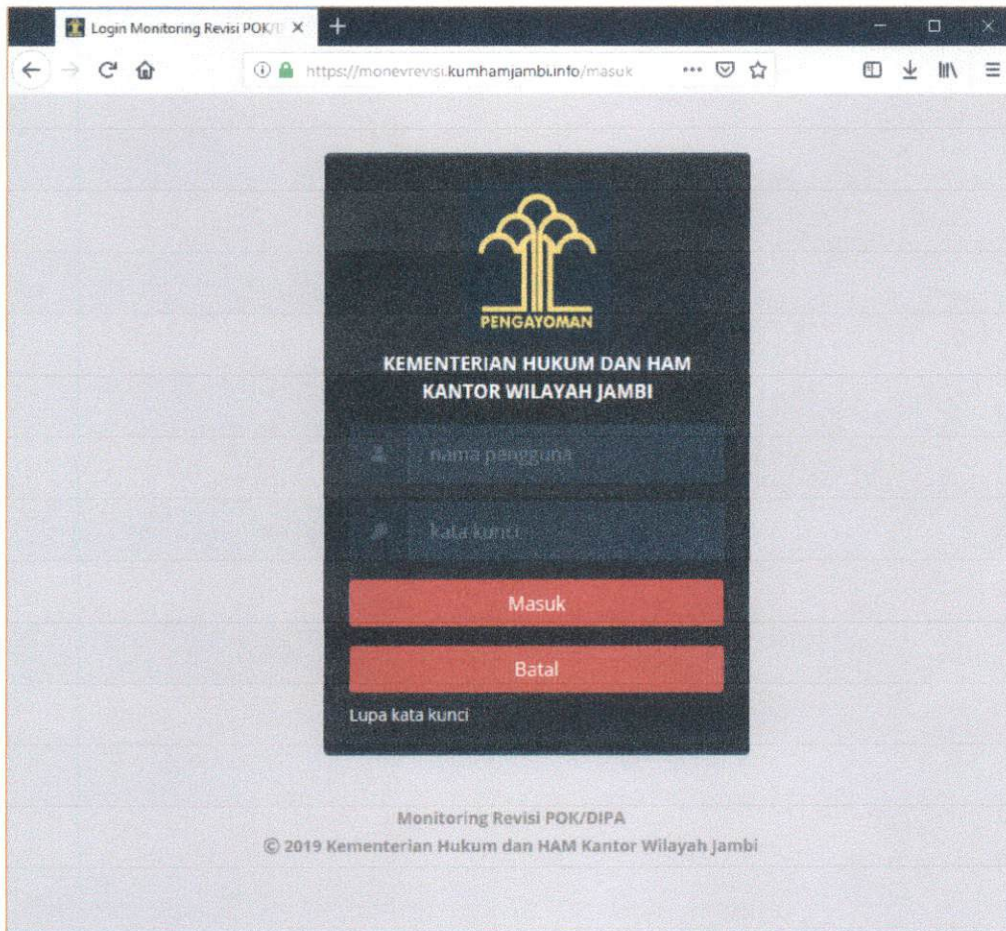 Login Monitoring Revisi POK/
https://monevrevisi.kumhamjambi.info/masuk
PENGAYOMAN
KEMENTERIAN HUKUM DAN HAM
KANTOR WILAYAH JAMBI
nama pengguna
kata kunci
Masuk
Batal
Lupa kata kunci
Monitoring Revisi POK/DIPA
© 2019 Kementerian Hukum dan HAM Kantor Wilayah Jambi